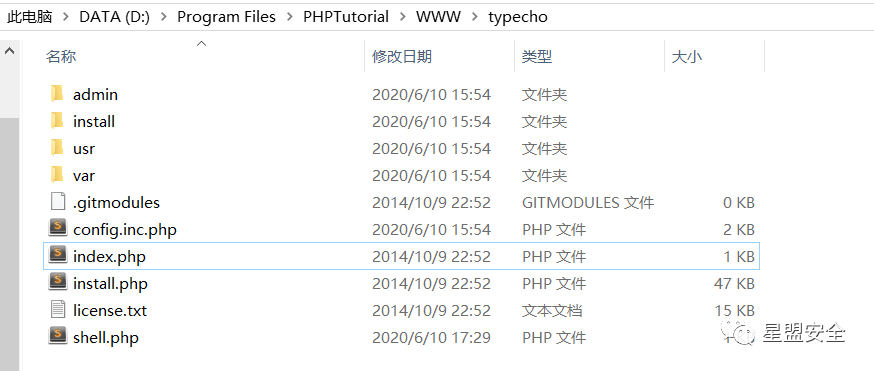 此电脑 > DATA (D:) > Program Files > PHPTutorial > WWW > typecho
名称 修改日期 类型 大小
admin 2020/6/10 15:54 文件夹
install 2020/6/10 15:54 文件夹
usr 2020/6/10 15:54 文件夹
var 2020/6/10 15:54 文件夹
.gitmodules 2014/10/9 22:52 GITMODULES 文件 0 KB
config.inc.php 2020/6/10 15:54 PHP 文件 2 KB
index.php 2014/10/9 22:52 PHP 文件 1 KB
install.php 2014/10/9 22:52 PHP 文件 47 KB
license.txt 2014/10/9 22:52 文本文档 15 KB
shell.php 2020/6/10 17:29 PHP 文件
星盟安全